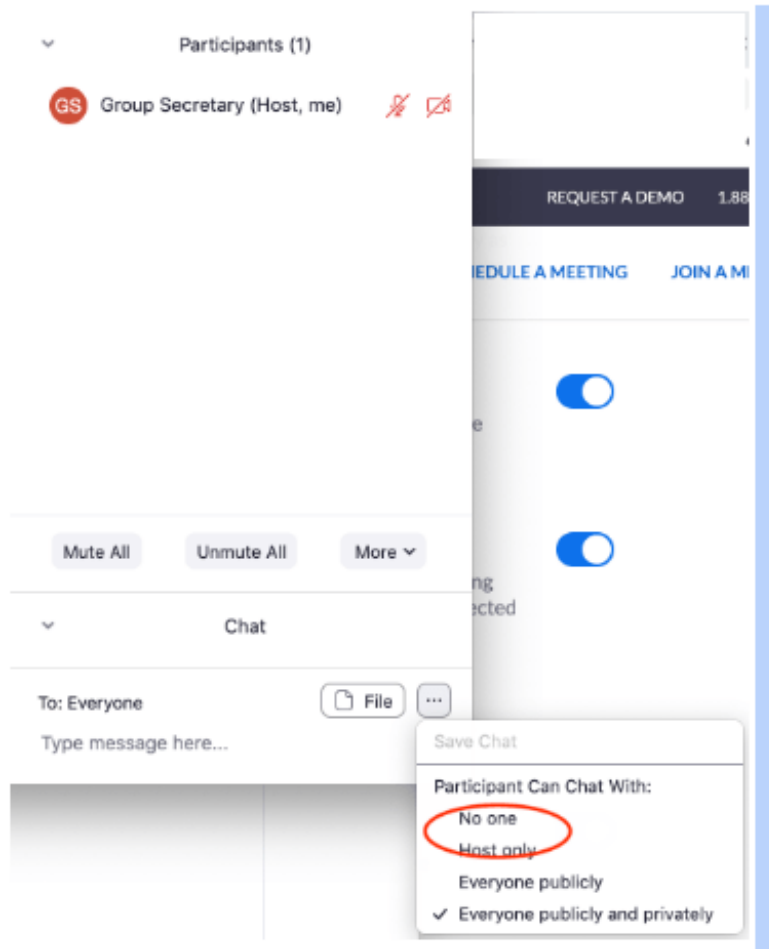 Participants (1)
GS Group Secretary (Host, me)
REQUEST A DEMO 1.88
EDULE A MEETING JOIN A M
e
Mute All Unmute All More
ng
ected
Chat
To: Everyone File ...
Type message here...
Save Chat
Participant Can Chat With:
No one
Host only
Everyone publicly
✓ Everyone publicly and privately